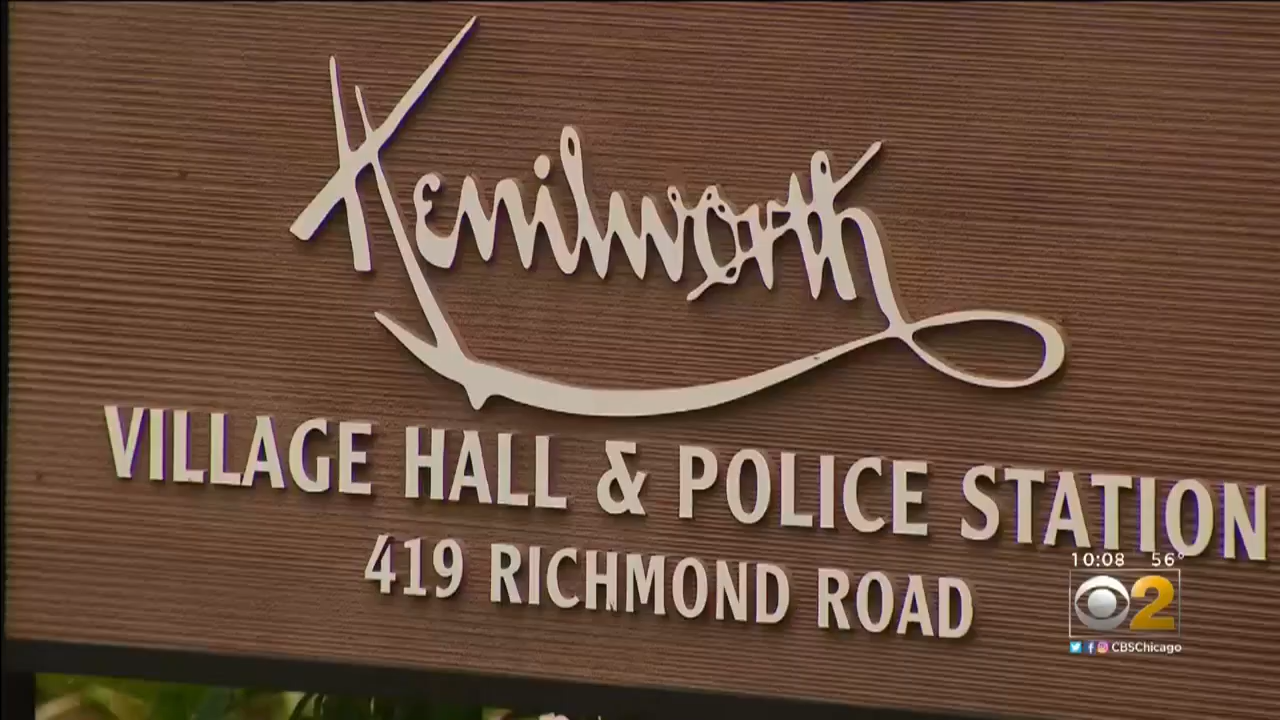 Kenilworth
VILLAGE HALL & POLICE STATION
419 RICHMOND ROAD
10:08 56°
2
CBSChicago